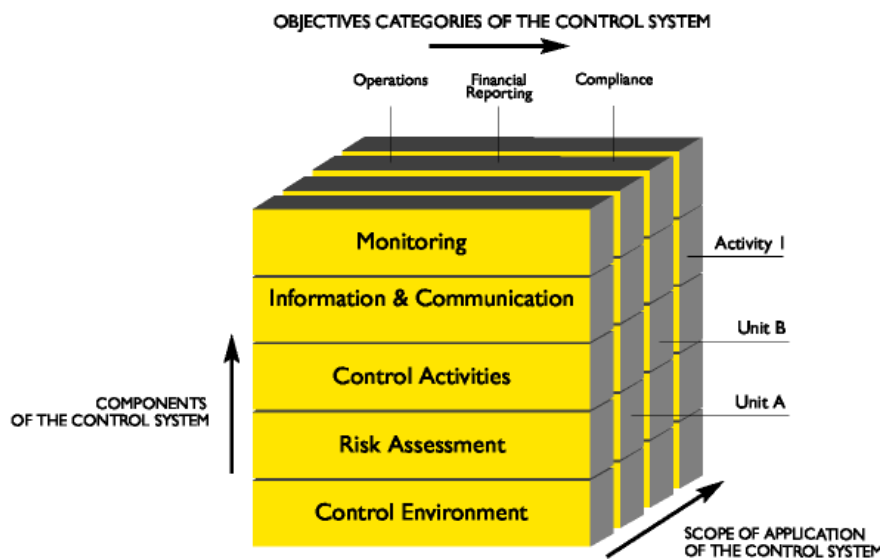 OBJECTIVES CATEGORIES OF THE CONTROL SYSTEM
Operations
Financial
Reporting
Compliance
Monitoring
Information & Communication
Control Activities
Risk Assessment
Control Environment
Activity 1
Unit B
Unit A
COMPONENTS
OF THE CONTROL SYSTEM
SCOPE OF APPLICATION
OF THE CONTROL SYSTEM